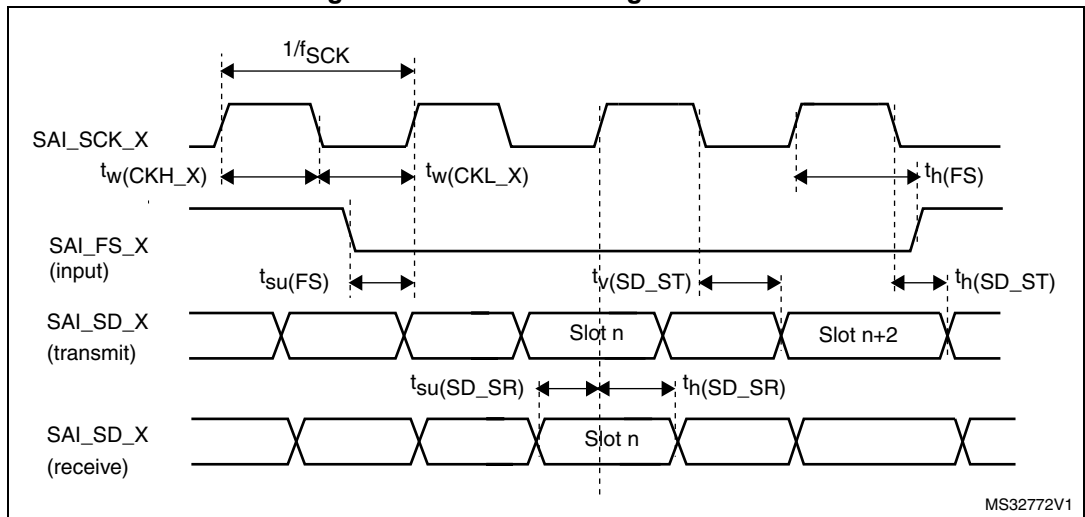 1/fSCK
SAI_SCK_X
tw(CKH_X)
tw(CKL_X)
th(FS)
SAI_FS_X
(input)
tsu(FS)
tv(SD_ST)
th(SD_ST)
SAI_SD_X
(transmit)
Slot n
Slot n+2
tsu(SD_SR)
th(SD_SR)
SAI_SD_X
(receive)
Slot n
MS32772V1